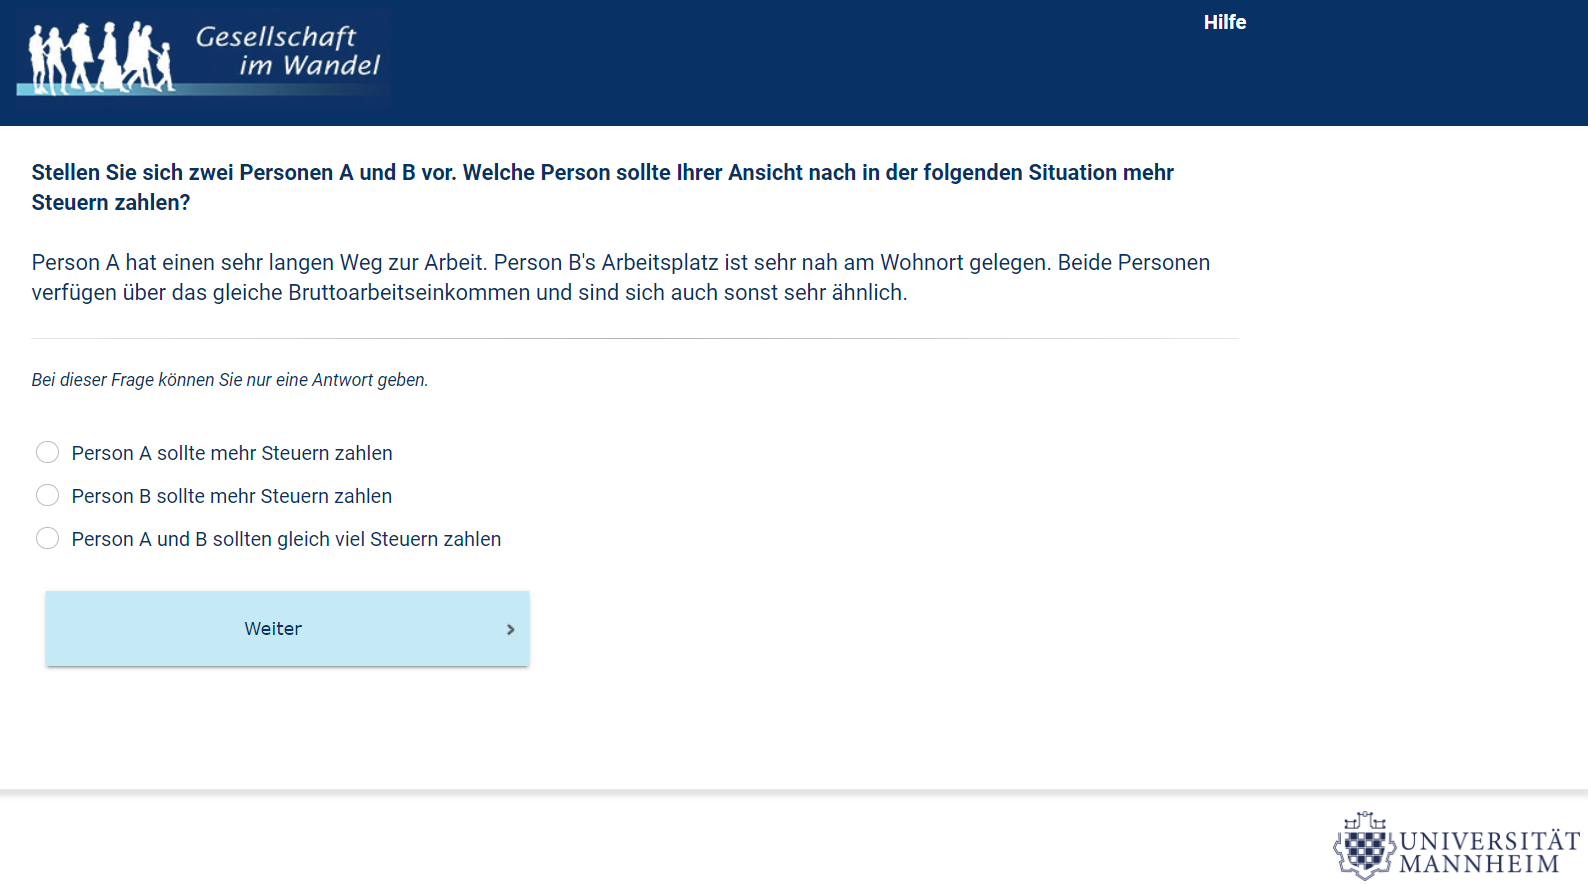 Gesellschaft
im Wandel
Hilfe
Stellen Sie sich zwei Personen A und B vor. Welche Person sollte Ihrer Ansicht nach in der folgenden Situation mehr
Steuern zahlen?
Person A hat einen sehr langen Weg zur Arbeit. Person B's Arbeitsplatz ist sehr nah am Wohnort gelegen. Beide Personen
verfügen über das gleiche Bruttoarbeitseinkommen und sind sich auch sonst sehr ähnlich.
Bei dieser Frage können Sie nur eine Antwort geben.
Person A sollte mehr Steuern zahlen
Person B sollte mehr Steuern zahlen
Person A und B sollten gleich viel Steuern zahlen
Weiter
UNIVERSITÄT
MANNHEIM